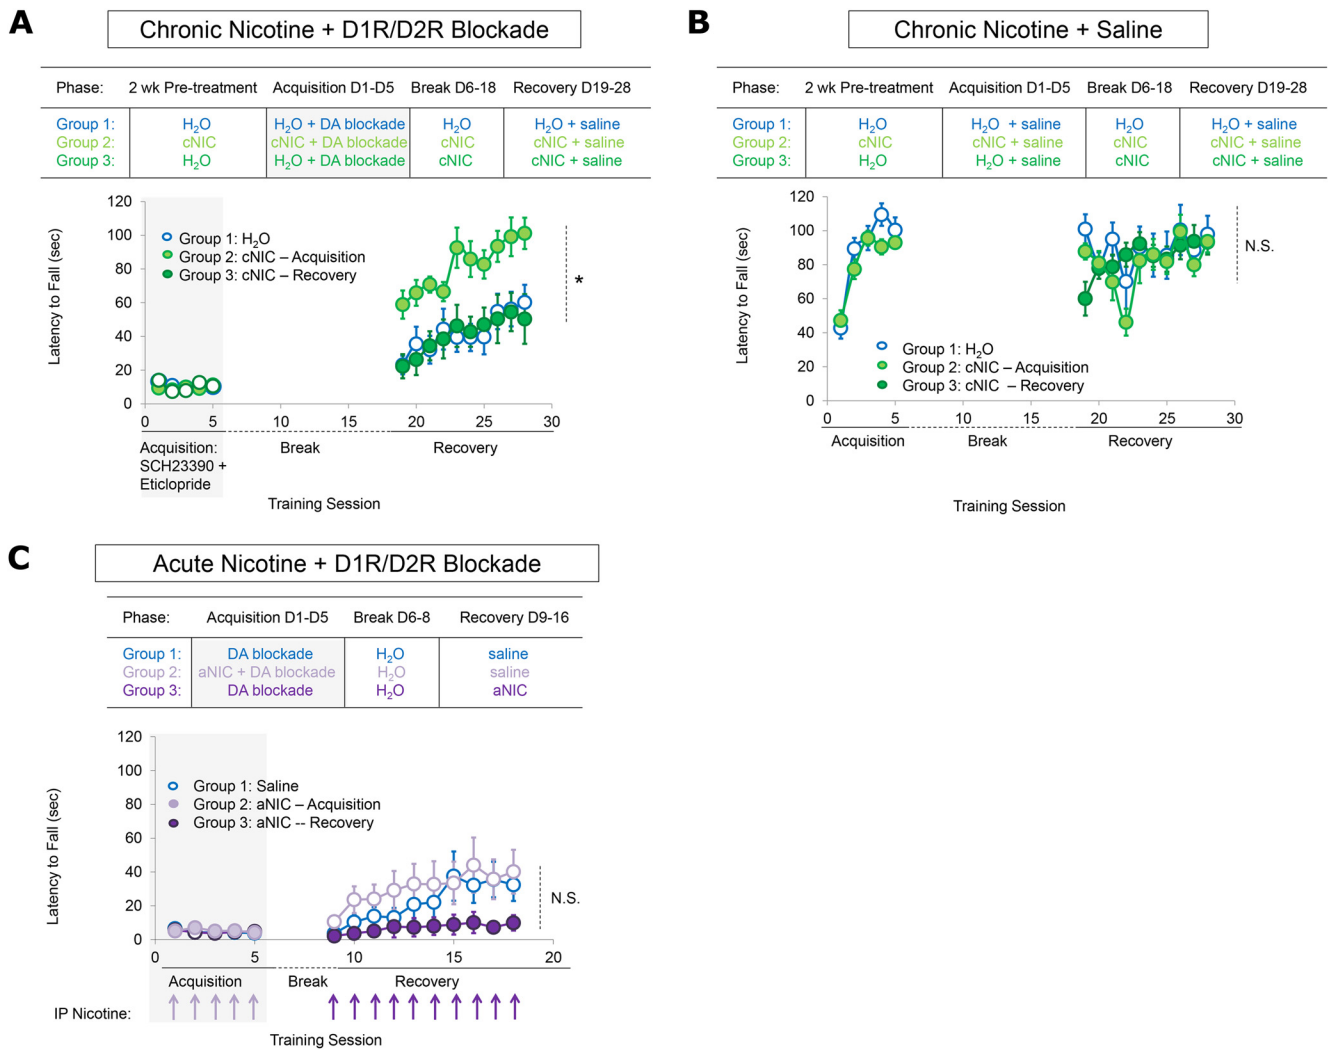 A
Chronic Nicotine + D1R/D2R Blockade
Phase: 2 wk Pre-treatment Acquisition D1-D5 Break D6-18 Recovery D19-28
Group 1: H2O H2O + DA blockade H2O H2O + saline
Group 2: cNIC cNIC + DA blockade cNIC cNIC + saline
Group 3: H2O H2O + DA blockade cNIC cNIC + saline
Latency to Fall (sec)
120
100
80
60
40
20
0
Group 1: H2O
Group 2: cNIC – Acquisition
Group 3: cNIC – Recovery
*
0 5 10 15 20 25 30
Acquisition: Break Recovery
SCH23390 +
Eticlopride
Training Session
B
Chronic Nicotine + Saline
Phase: 2 wk Pre-treatment Acquisition D1-D5 Break D6-18 Recovery D19-28
Group 1: H2O H2O + saline H2O H2O + saline
Group 2: cNIC cNIC + saline cNIC cNIC + saline
Group 3: H2O H2O + saline cNIC cNIC + saline
Latency to Fall (sec)
120
100
80
60
40
20
0
N.S.
Group 1: H2O
Group 2: cNIC – Acquisition
Group 3: cNIC – Recovery
0 5 10 15 20 25 30
Acquisition Break Recovery
Training Session
C
Acute Nicotine + D1R/D2R Blockade
Phase: Acquisition D1-D5 Break D6-8 Recovery D9-16
Group 1: DA blockade H2O saline
Group 2: aNIC + DA blockade H2O saline
Group 3: DA blockade H2O aNIC
Latency to Fall (sec)
120
100
80
60
40
20
0
Group 1: Saline
Group 2: aNIC – Acquisition
Group 3: aNIC -- Recovery
N.S.
0 5 10 15 20
Acquisition Break Recovery
IP Nicotine:
Training Session